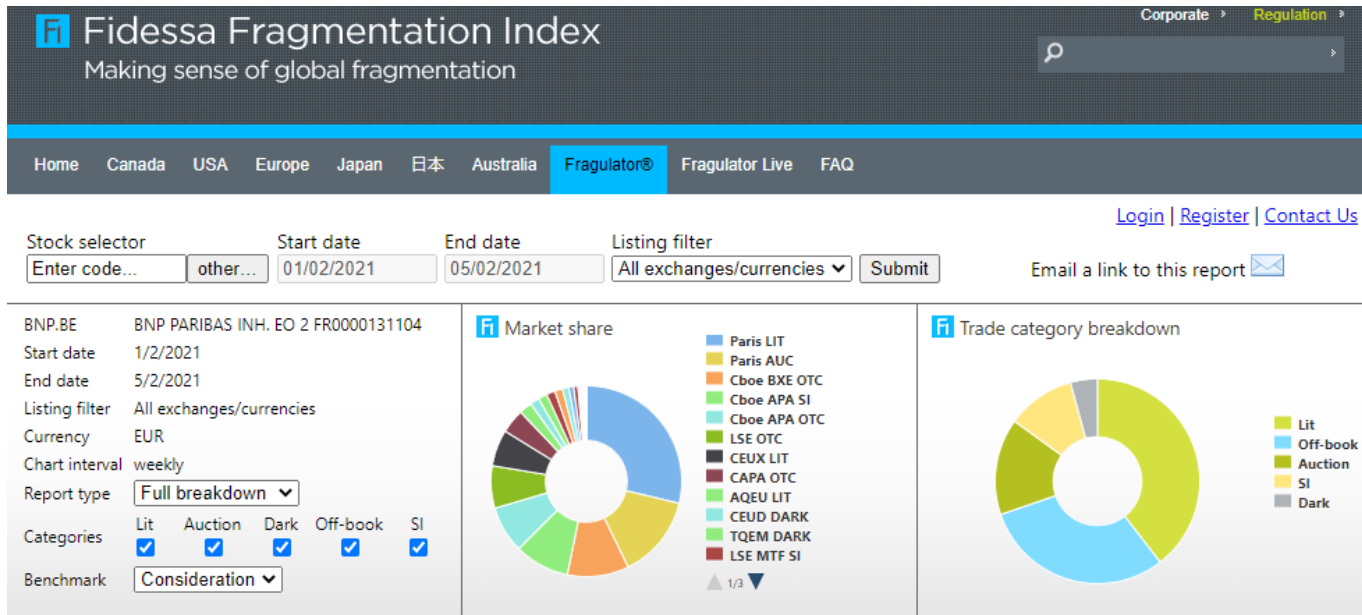 Corporate
Regulation
Fi Fidessa Fragmentation Index
Making sense of global fragmentation
Home Canada USA Europe Japan 日本 Australia Fragulator® Fragulator Live FAQ
Login | Register | Contact Us
Stock selector Start date End date Listing filter
Enter code... other... 01/02/2021 05/02/2021 All exchanges/currencies Submit Email a link to this report
BNP.BE BNP PARIBAS INH. EO 2 FR0000131104
Start date 1/2/2021
End date 5/2/2021
Listing filter All exchanges/currencies
Currency EUR
Chart interval weekly
Report type Full breakdown
Lit Auction Dark Off-book SI
Categories
Benchmark Consideration
Fi Market share
Paris LIT
Paris AUC
Cboe BXE OTC
Cboe APA SI
Cboe APA OTC
LSE OTC
CEUX LIT
CAPA OTC
AQEU LIT
CEUD DARK
TQEM DARK
LSE MTF SI
1/3
Fi Trade category breakdown
Lit
Off-book
Auction
SI
Dark